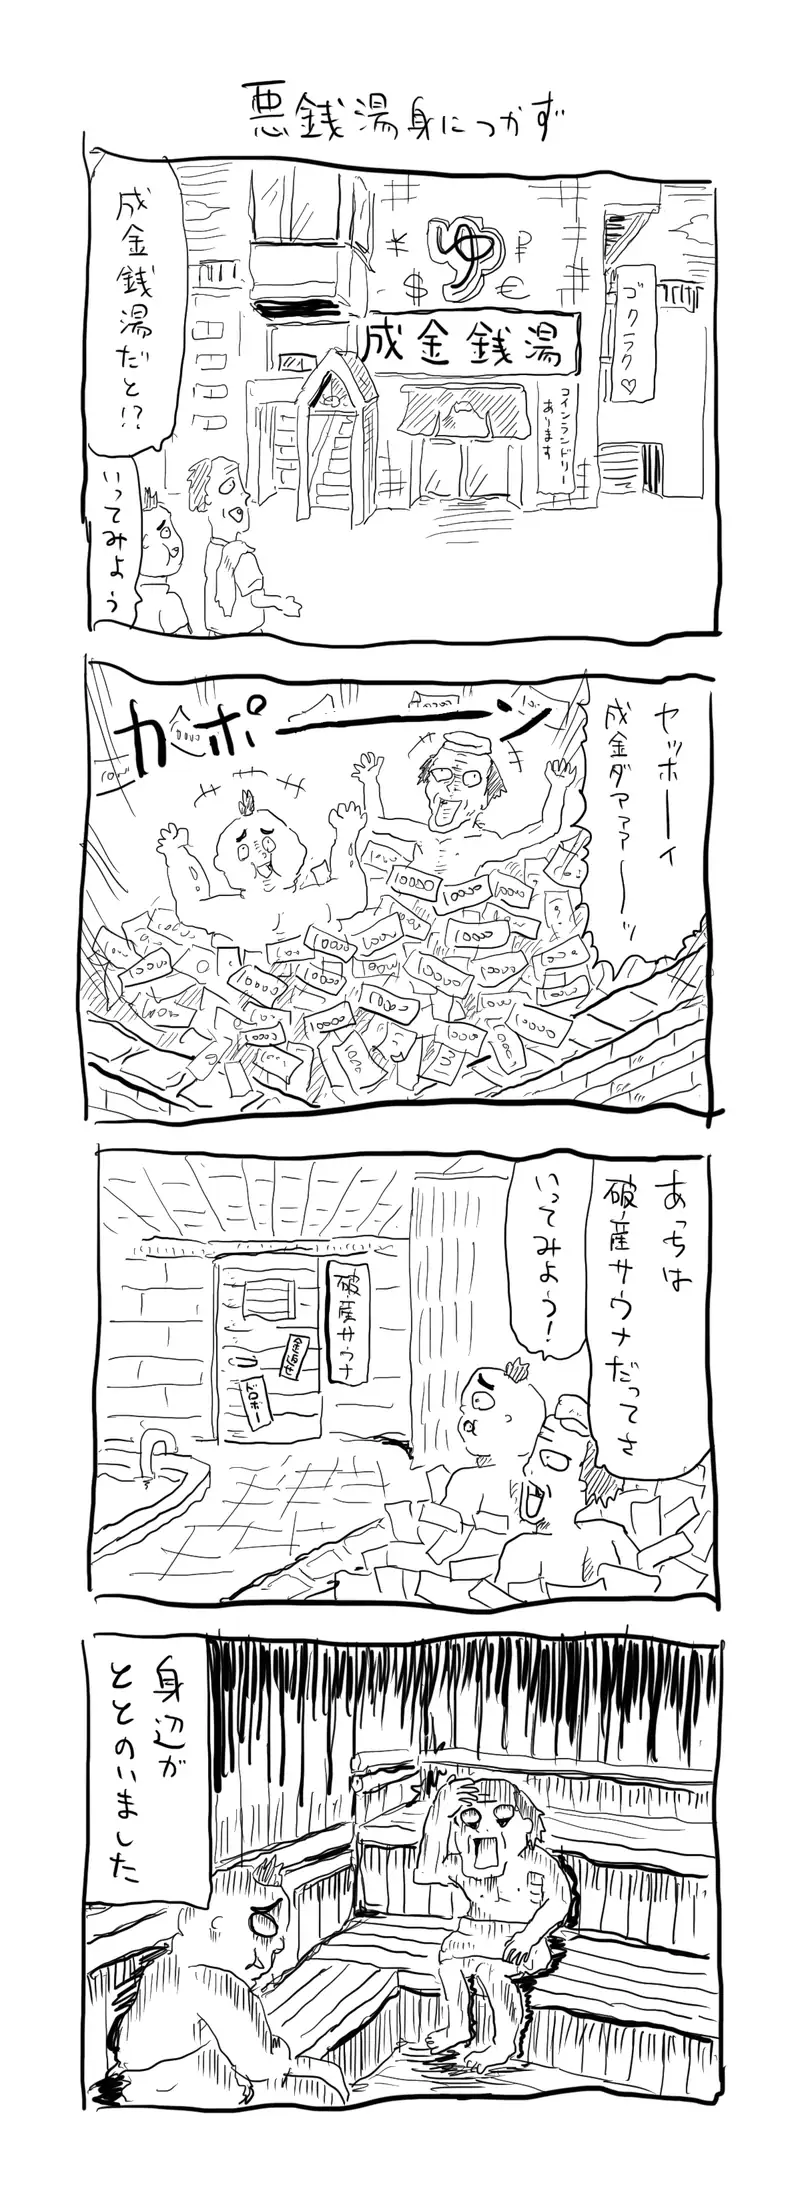 悪銭湯身につかず
成金銭湯だと!?
いってみよう
ゆ
¥
₽
$
€
成金銭湯
コインランドリー
あります
ゴクラク♡
ヤッホーイ
成金ダァァァ〜ッ
カポーーン
あっちは
破産サウナだってさ
いってみよう!
破産サウナ
金返せ
ドロボー
身辺が
ととのいました